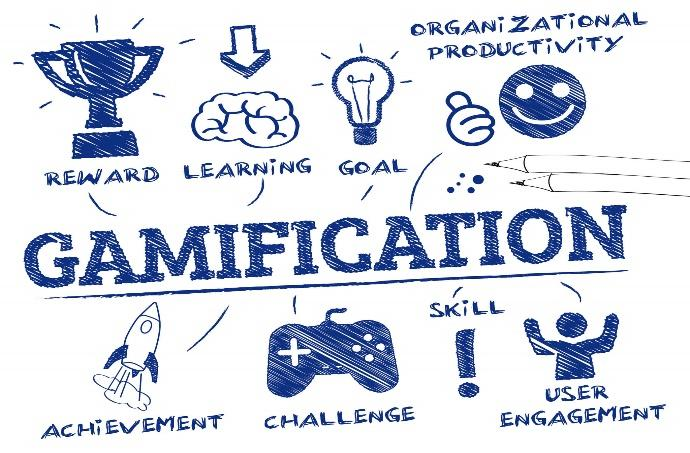 ORGANiZATiONAL
PRODUCTiViTY
REWARD
LEARNiNG
GOAL
GAMIFICATION
SKiLL
ACHiEVEMENT
CHALLENGE
USER
ENGAGEMENT